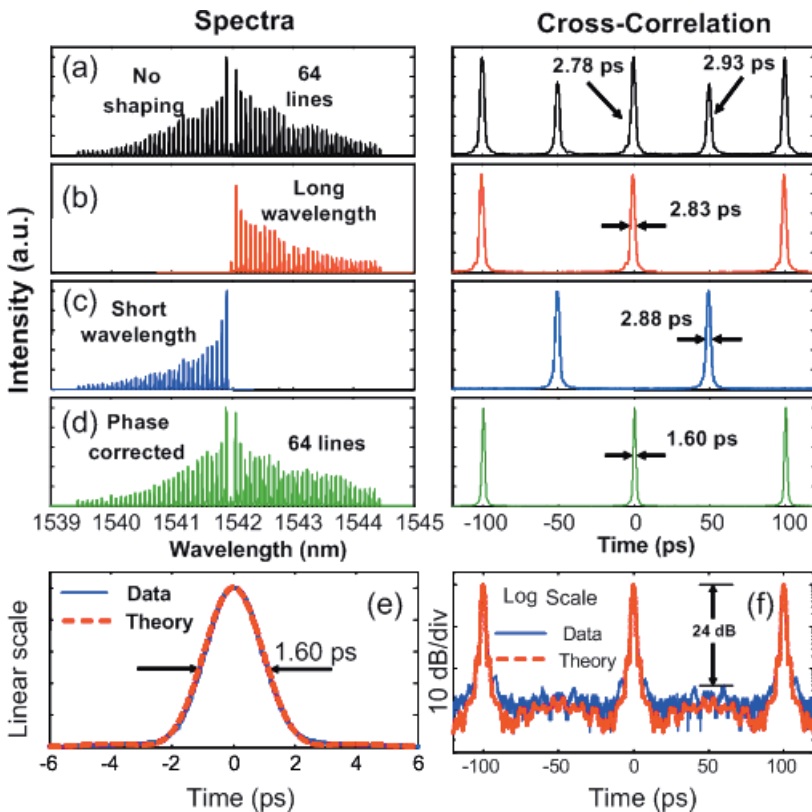 Spectra
Cross-Correlation
Intensity (a.u.)
(a)
No
shaping
64
lines
2.78 ps
2.93 ps
(b)
Long
wavelength
2.83 ps
(c)
Short
wavelength
2.88 ps
(d)
Phase
corrected
64 lines
1.60 ps
1539 1540 1541 1542 1543 1544 1545
Wavelength (nm)
-100 -50 0 50 100
Time (ps)
Linear scale
Data
Theory
(e)
1.60 ps
-6 -4 -2 0 2 4 6
Time (ps)
10 dB/div
Log Scale
Data
Theory
(f)
24 dB
-100 -50 0 50 100
Time (ps)